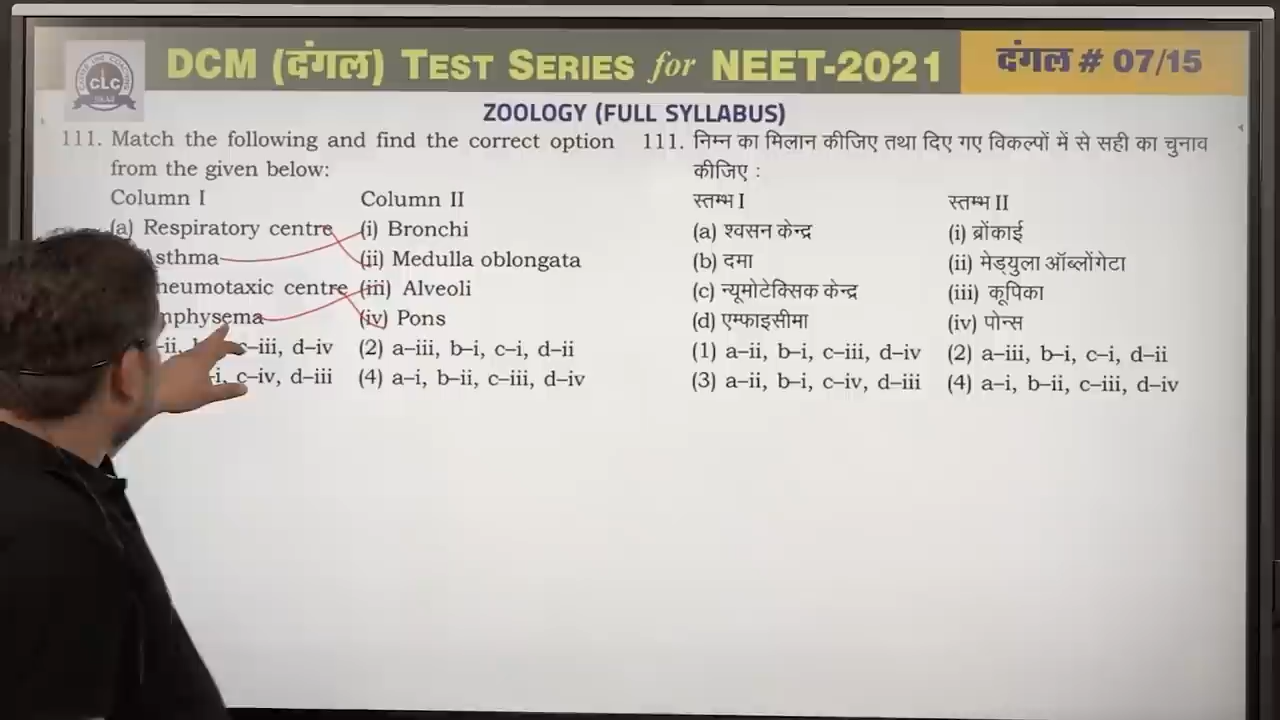 DCM (दंगल) TEST SERIES for NEET-2021
दंगल # 07/15
CLC
ZOOLOGY (FULL SYLLABUS)
111. Match the following and find the correct option
from the given below:
Column I Column II
(a) Respiratory centre (i) Bronchi
Asthma (ii) Medulla oblongata
centre (iii) Alveoli
(iv) Pons
c–iii, d–iv (2) a–iii, b–i, c–i, d–ii
–i, c–iv, d–iii (4) a–i, b–ii, c–iii, d–iv
111. निम्न का मिलान कीजिए तथा दिए गए विकल्पों में से सही का चुनाव
कीजिए :
स्तम्भ I स्तम्भ II
(a) श्वसन केन्द्र (i) ब्रोंकाई
(b) दमा (ii) मेड्युला ऑब्लोंगेटा
(c) न्यूमोटेक्सिक केन्द्र (iii) कूपिका
(d) एम्फाइसीमा (iv) पोन्स
(1) a–ii, b–i, c–iii, d–iv (2) a–iii, b–i, c–i, d–ii
(3) a–ii, b–i, c–iv, d–iii (4) a–i, b–ii, c–iii, d–iv